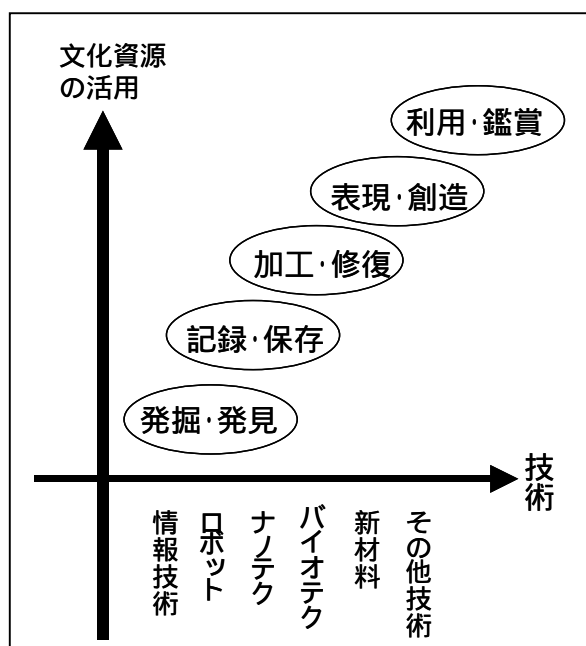 文化資源
の活用
利用・鑑賞
表現・創造
加工・修復
記録・保存
発掘・発見
技術
情報技術
ロボット
ナノテク
バイオテク
新材料
その他技術